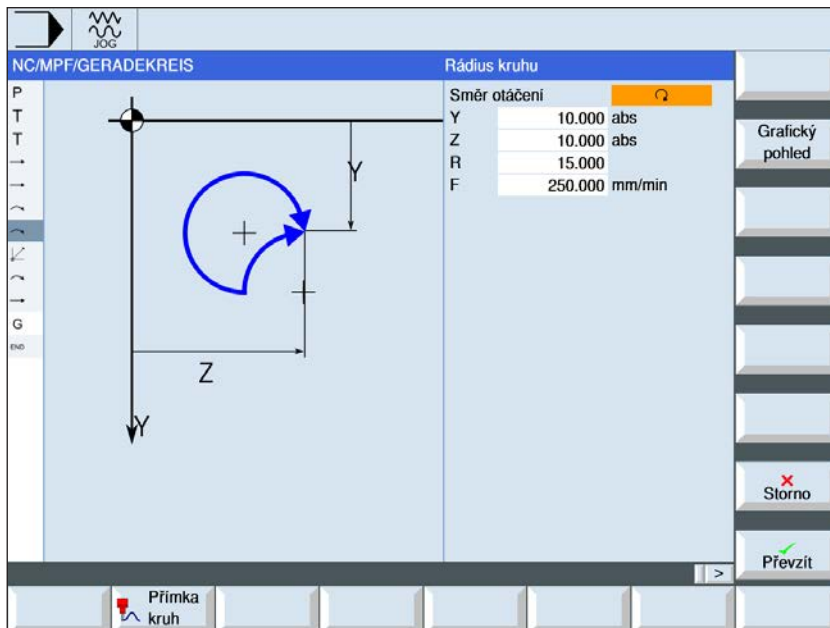 JOG
NC/MPF/GERADEKREIS
Rádius kruhu
P
T
T
G
END
Y
Z
Y
Směr otáčení
Y 10.000 abs
Z 10.000 abs
R 15.000
F 250.000 mm/min
Grafický
pohled
Storno
Převzít
>
Přímka
kruh